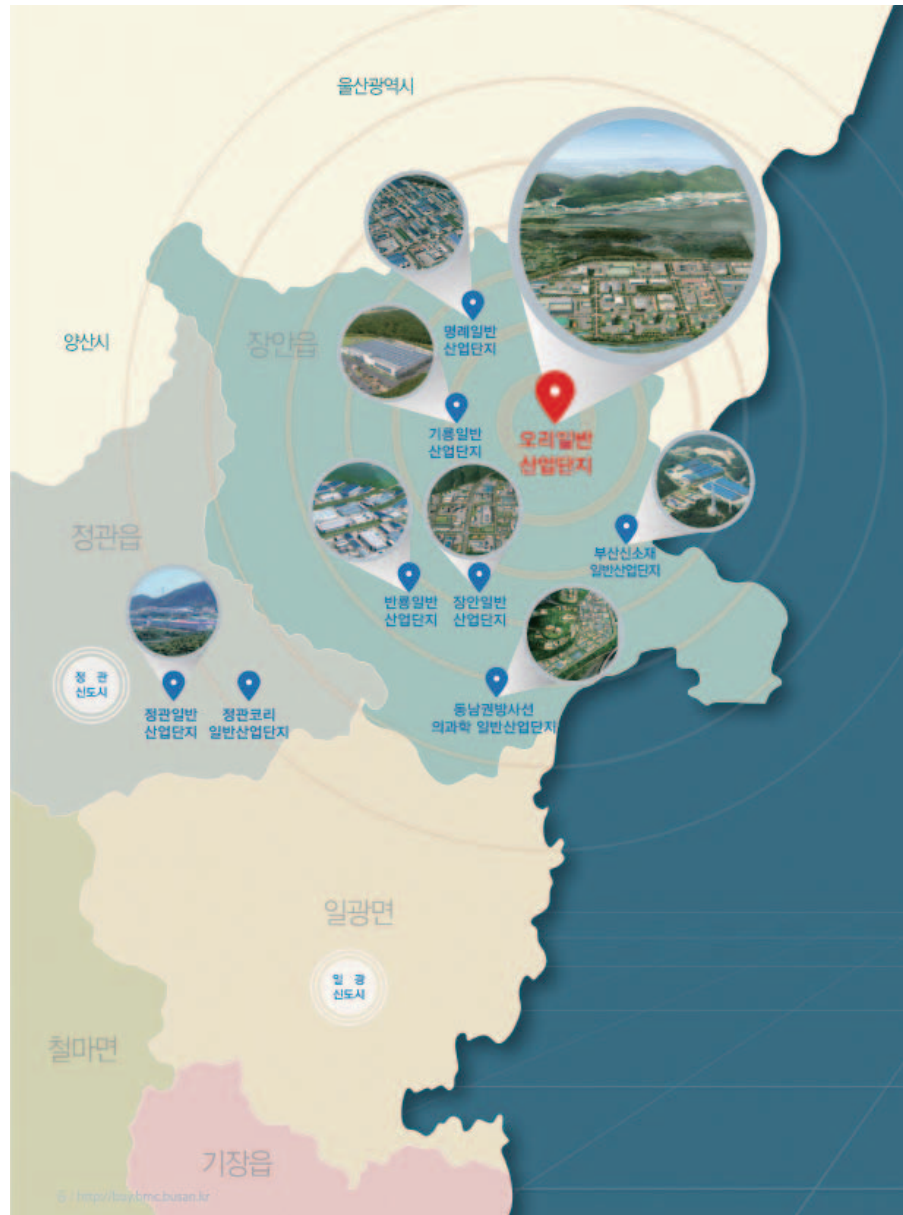 울산광역시
양산시
장안읍
명례일반
산업단지
기룡일반
산업단지
오리일반
산업단지
정관읍
부산신소재
일반산업단지
반룡일반
산업단지
장안일반
산업단지
정 관
신도시
정관일반
산업단지
정관코리
일반산업단지
동남권방사선
의과학 일반산업단지
일광면
일 광
신도시
철마면
기장읍